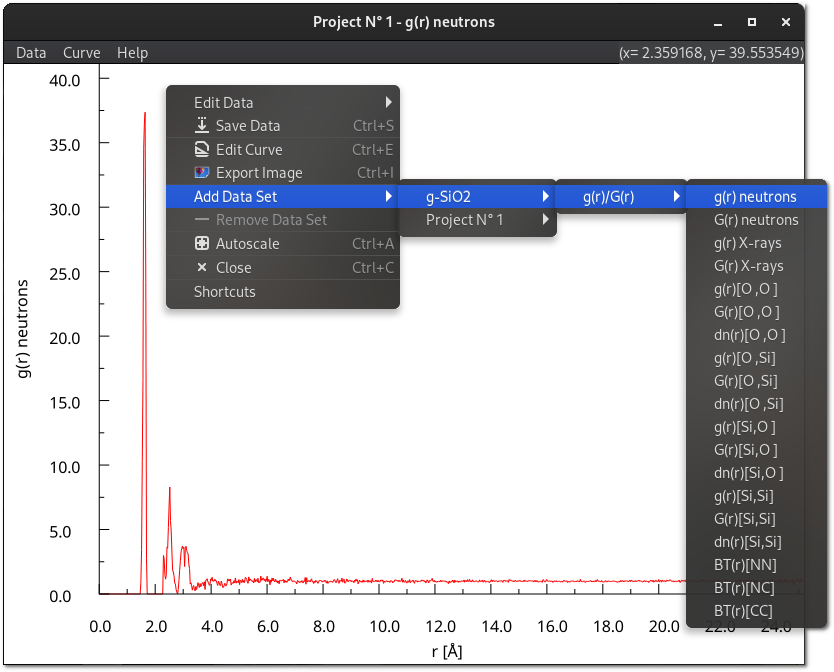 Project N° 1 - g(r) neutrons
Data Curve Help (x= 2.359168, y= 39.553549)
40.0
35.0
30.0
25.0
20.0
15.0
10.0
5.0
0.0
g(r) neutrons
0.0 2.0 4.0 6.0 8.0 10.0 12.0 14.0 16.0 18.0 20.0 22.0 24.0
r [Å]
Edit Data
Save Data Ctrl+S
Edit Curve Ctrl+E
Export Image Ctrl+I
Add Data Set
Remove Data Set
Autoscale Ctrl+A
Close Ctrl+C
Shortcuts
g-SiO2
Project N° 1
g(r)/G(r)
g(r) neutrons
G(r) neutrons
g(r) X-rays
G(r) X-rays
g(r)[O ,O ]
G(r)[O ,O ]
dn(r)[O ,O ]
g(r)[O ,Si]
G(r)[O ,Si]
dn(r)[O ,Si]
g(r)[Si,O ]
G(r)[Si,O ]
dn(r)[Si,O ]
g(r)[Si,Si]
G(r)[Si,Si]
dn(r)[Si,Si]
BT(r)[NN]
BT(r)[NC]
BT(r)[CC]